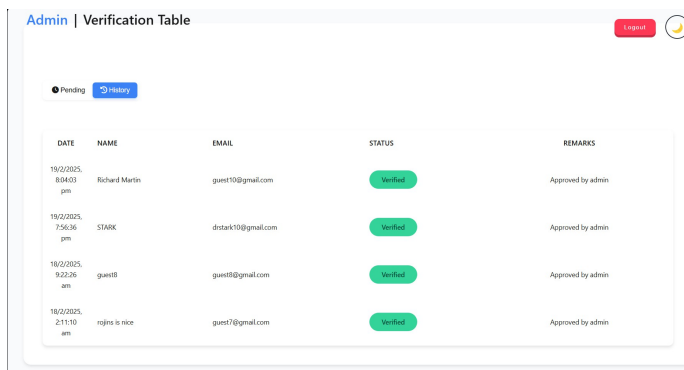 Admin | Verification Table
Logout
Pending History
DATE NAME EMAIL STATUS REMARKS
19/2/2025,
8:04:03
pm
Richard Martin guest10@gmail.com Verified Approved by admin
19/2/2025,
7:56:36
pm
STARK drstark10@gmail.com Verified Approved by admin
18/2/2025,
9:22:26
am
guest8 guest8@gmail.com Verified Approved by admin
18/2/2025,
2:11:10
am
rojins is nice guest7@gmail.com Verified Approved by admin